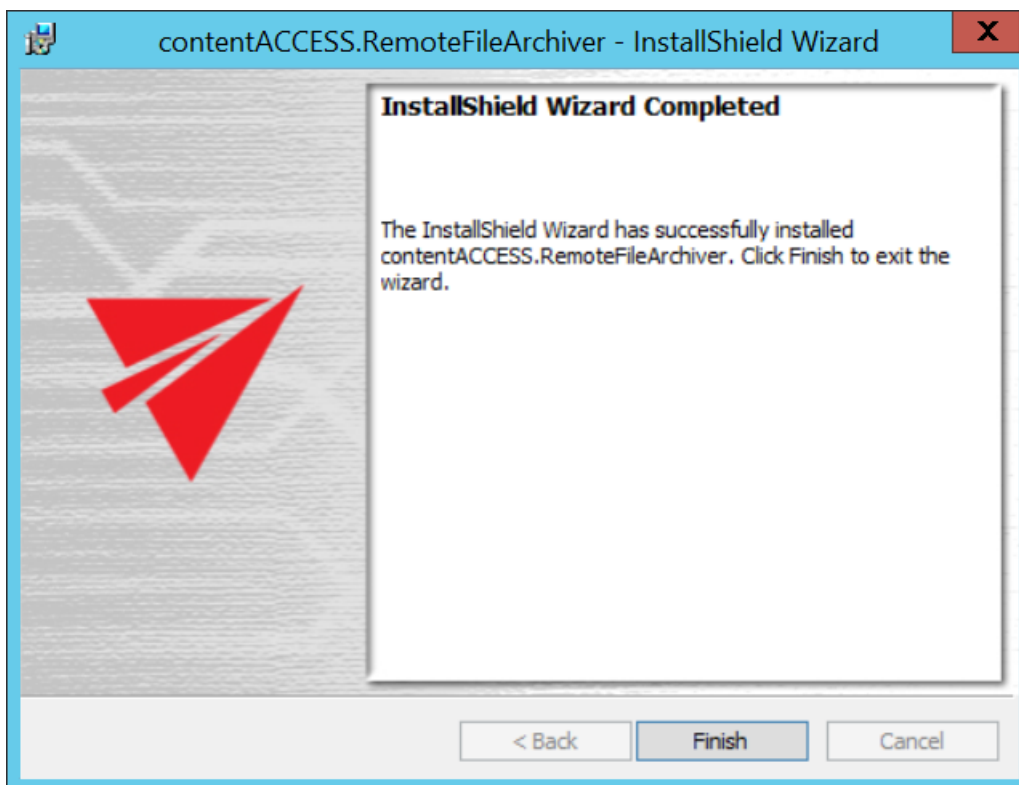 contentACCESS.RemoteFileArchiver - InstallShield Wizard
X
InstallShield Wizard Completed
The InstallShield Wizard has successfully installed
contentACCESS.RemoteFileArchiver. Click Finish to exit the
wizard.
< Back
Finish
Cancel